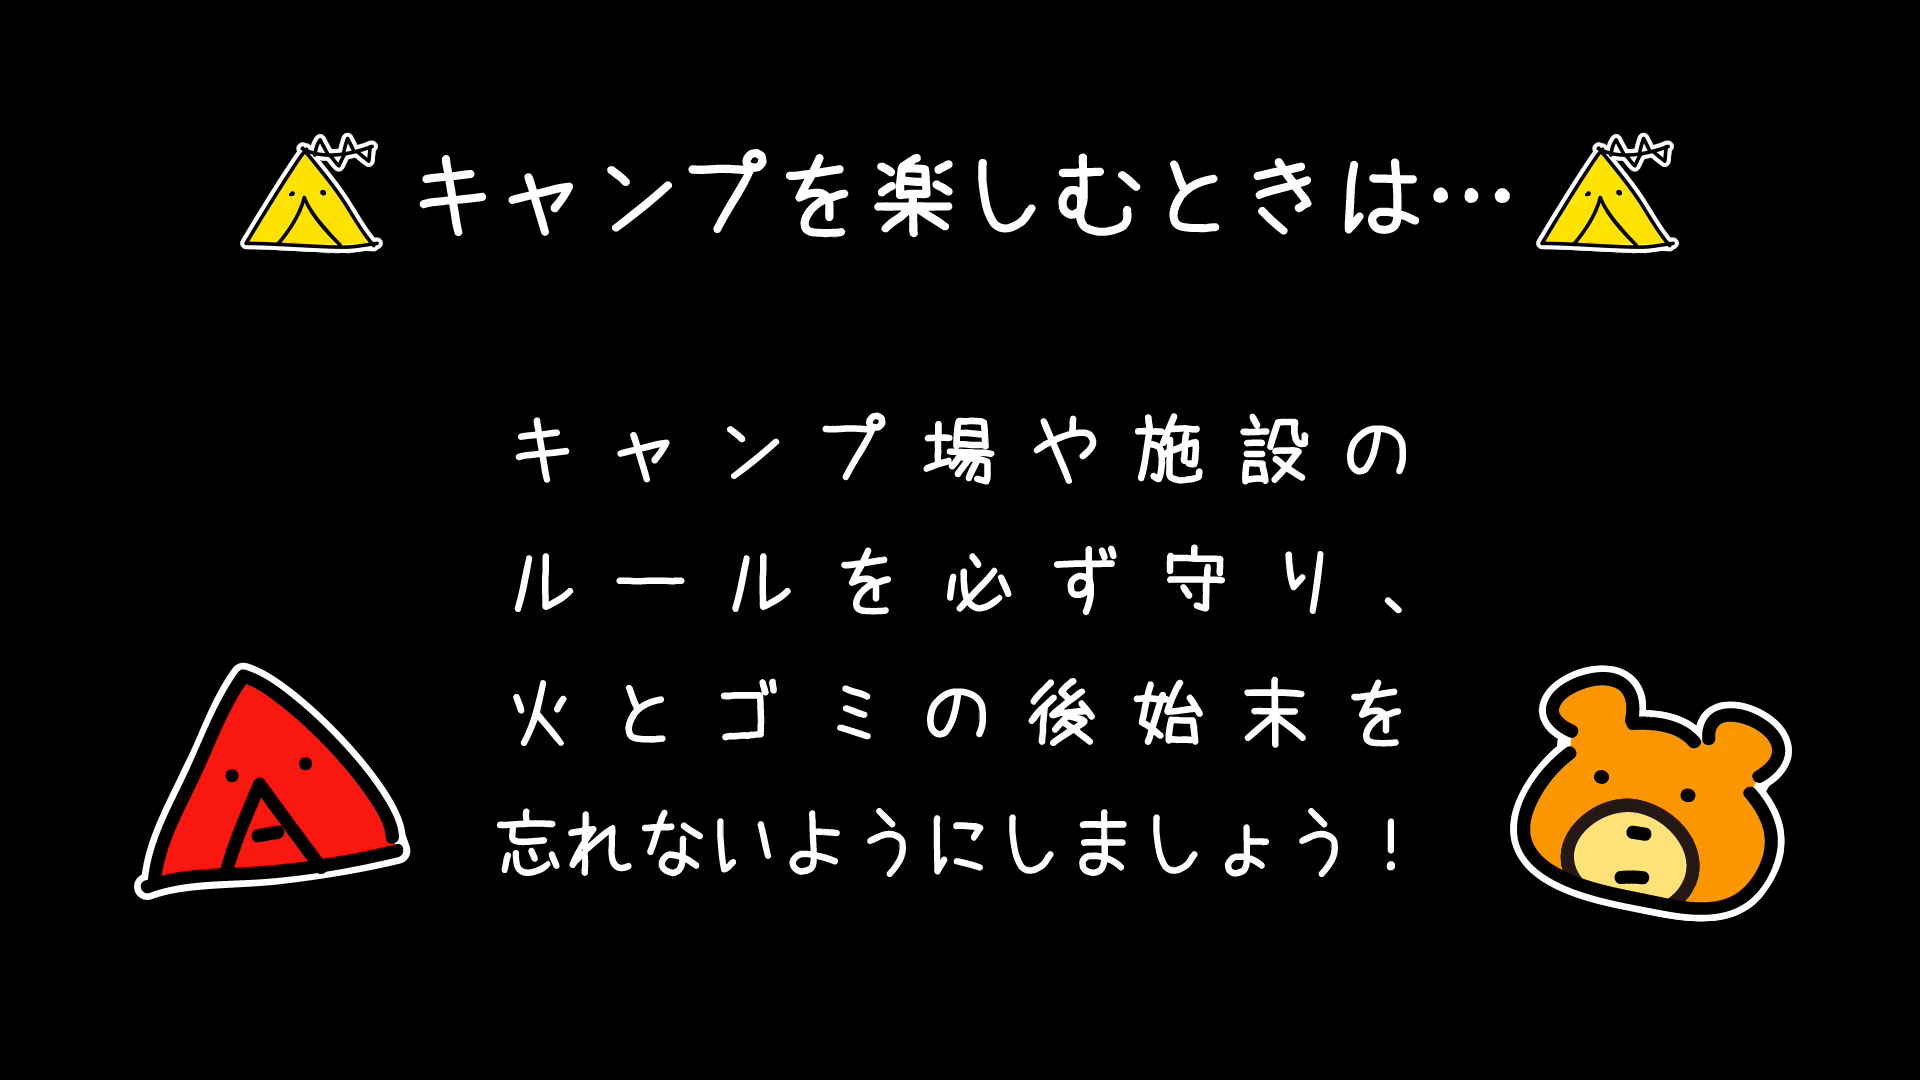 キャンプを楽しむときは…
キャンプ場や施設の
ルールを必ず守り、
火とゴミの後始末を
忘れないようにしましょう！